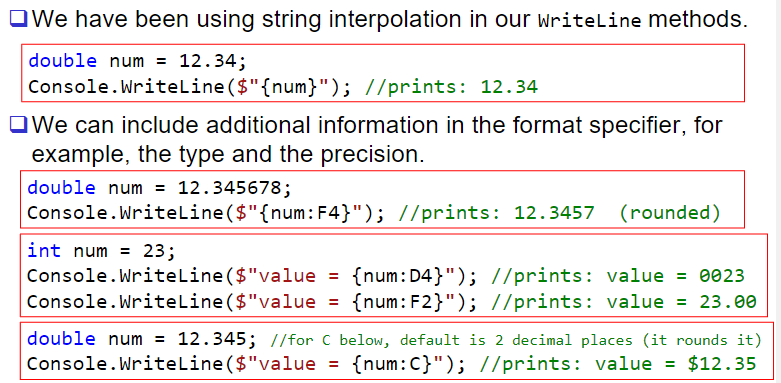 We have been using string interpolation in our WriteLine methods.
double num = 12.34;
Console.WriteLine($"{num}"); //prints: 12.34
We can include additional information in the format specifier, for
example, the type and the precision.
double num = 12.345678;
Console.WriteLine($"{num:F4}"); //prints: 12.3457  (rounded)
int num = 23;
Console.WriteLine($"value = {num:D4}"); //prints: value = 0023
Console.WriteLine($"value = {num:F2}"); //prints: value = 23.00
double num = 12.345; //for C below, default is 2 decimal places (it rounds it)
Console.WriteLine($"value = {num:C}"); //prints: value = $12.35